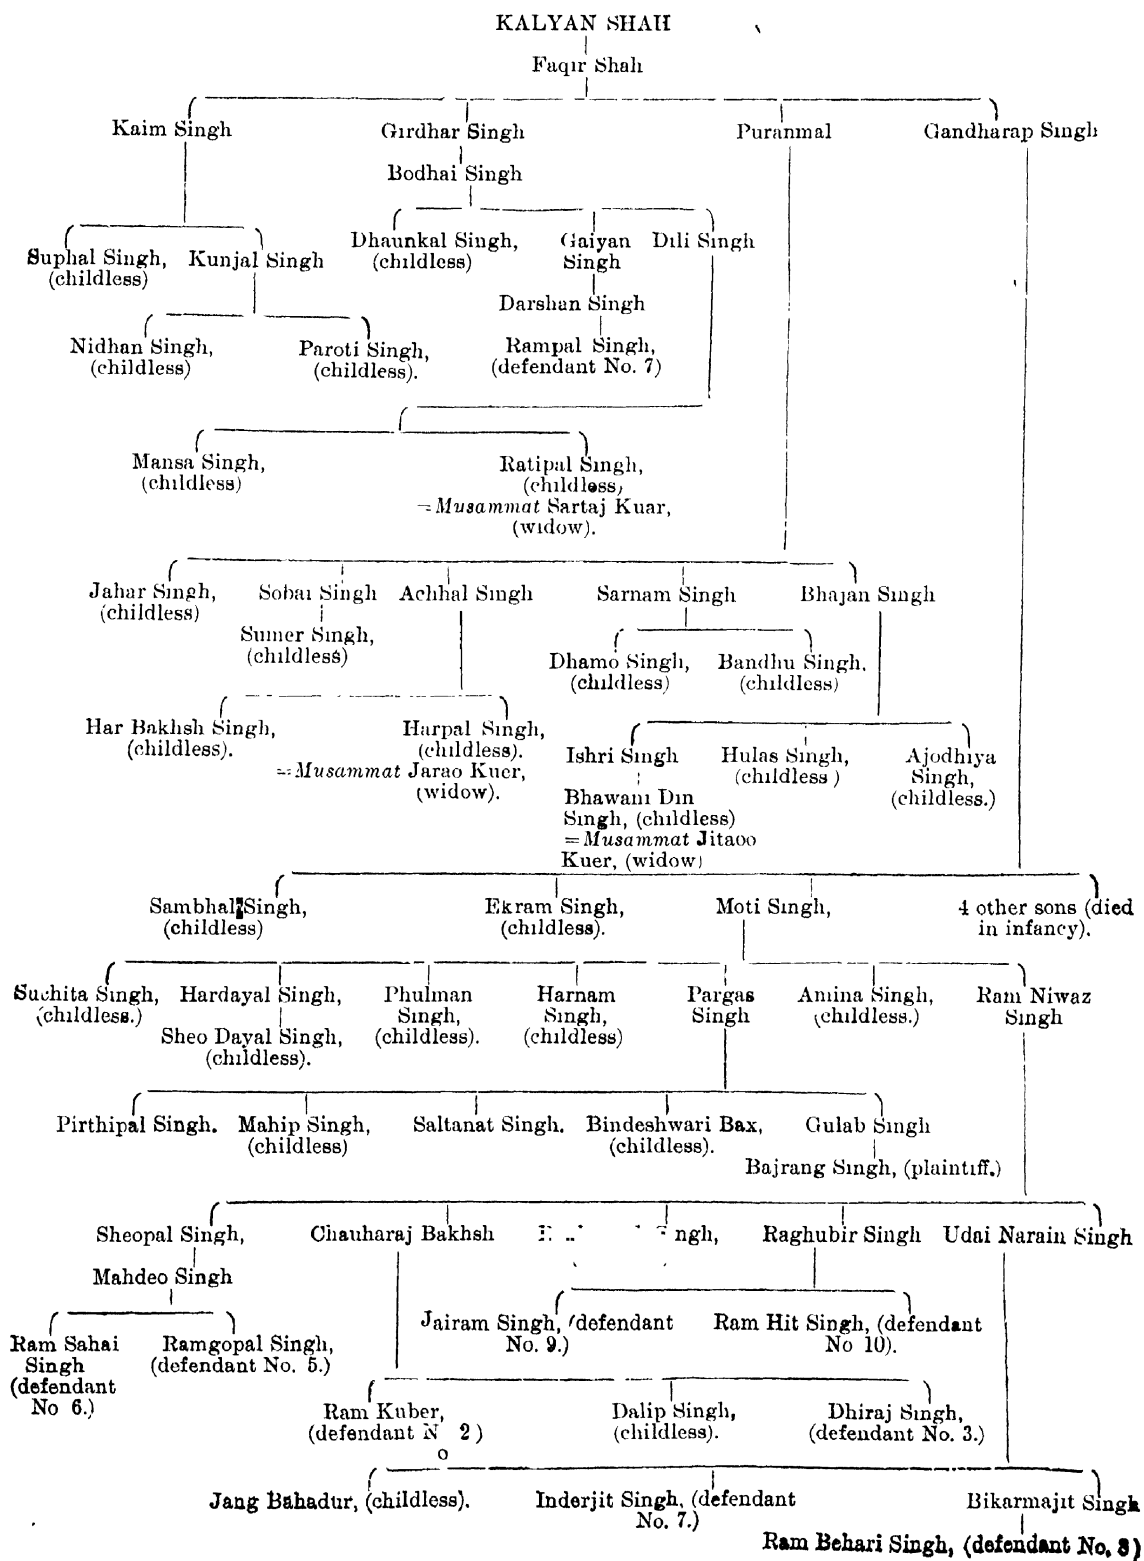 KALYAN SHAH
Faqir Shah
Kaim Singh Girdhar Singh Puranmal Gandharap Singh
Bodhai Singh
Suphal Singh, (childless) Kunjal Singh Dhaunkal Singh, (childless) Gaiyan Singh Dili Singh
Darshan Singh
Nidhan Singh, (childless) Paroti Singh, (childless). Rampal Singh, (defendant No. 7)
Mansa Singh, (childless) Ratipal Singh, (childless)
= Musammat Sartaj Kuar, (widow).
Jahar Singh, (childless) Sobai Singh Achhal Singh Sarnam Singh Bhajan Singh
Sumer Singh, (childless) Dhamo Singh, (childless) Bandhu Singh, (childless)
Har Bakhsh Singh, (childless). Harpal Singh, (childless).
= Musammat Jarao Kuer, (widow).
Ishri Singh Hulas Singh, (childless) Ajodhiya Singh, (childless.)
Bhawani Din
Singh, (childless)
= Musammat Jitaoo
Kuer, (widow)
Sambhal Singh, (childless) Ekram Singh, (childless). Moti Singh, 4 other sons (died in infancy).
Suchita Singh, (childless.) Hardayal Singh, Phulman Singh, (childless). Harnam Singh, (childless) Pargas Singh Amina Singh, (childless.) Ram Niwaz Singh
Sheo Dayal Singh, (childless).
Pirthipal Singh. Mahip Singh, (childless) Saltanat Singh. Bindeshwari Bax, (childless). Gulab Singh
Bajrang Singh, (plaintiff.)
Sheopal Singh, Chauharaj Bakhsh ngh, Raghubir Singh Udai Narain Singh
Mahdeo Singh
Ram Sahai Singh (defendant No 6.) Ramgopal Singh, (defendant No. 5.) Jairam Singh, (defendant No. 9.) Ram Hit Singh, (defendant No 10).
Ram Kuber, (defendant No 2) Dalip Singh, (childless). Dhiraj Singh, (defendant No. 3.)
Jang Bahadur, (childless). Inderjit Singh, (defendant No. 7.) Bikarmajit Singh
Ram Behari Singh, (defendant No. 8)